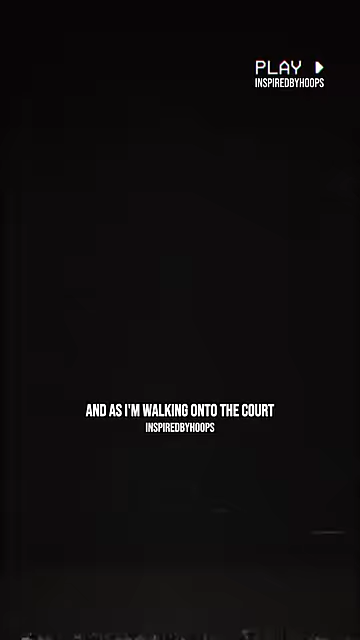 PLAY
INSPIREDBYHOOPS
AND AS I'M WALKING ONTO THE COURT
INSPIREDBYHOOPS